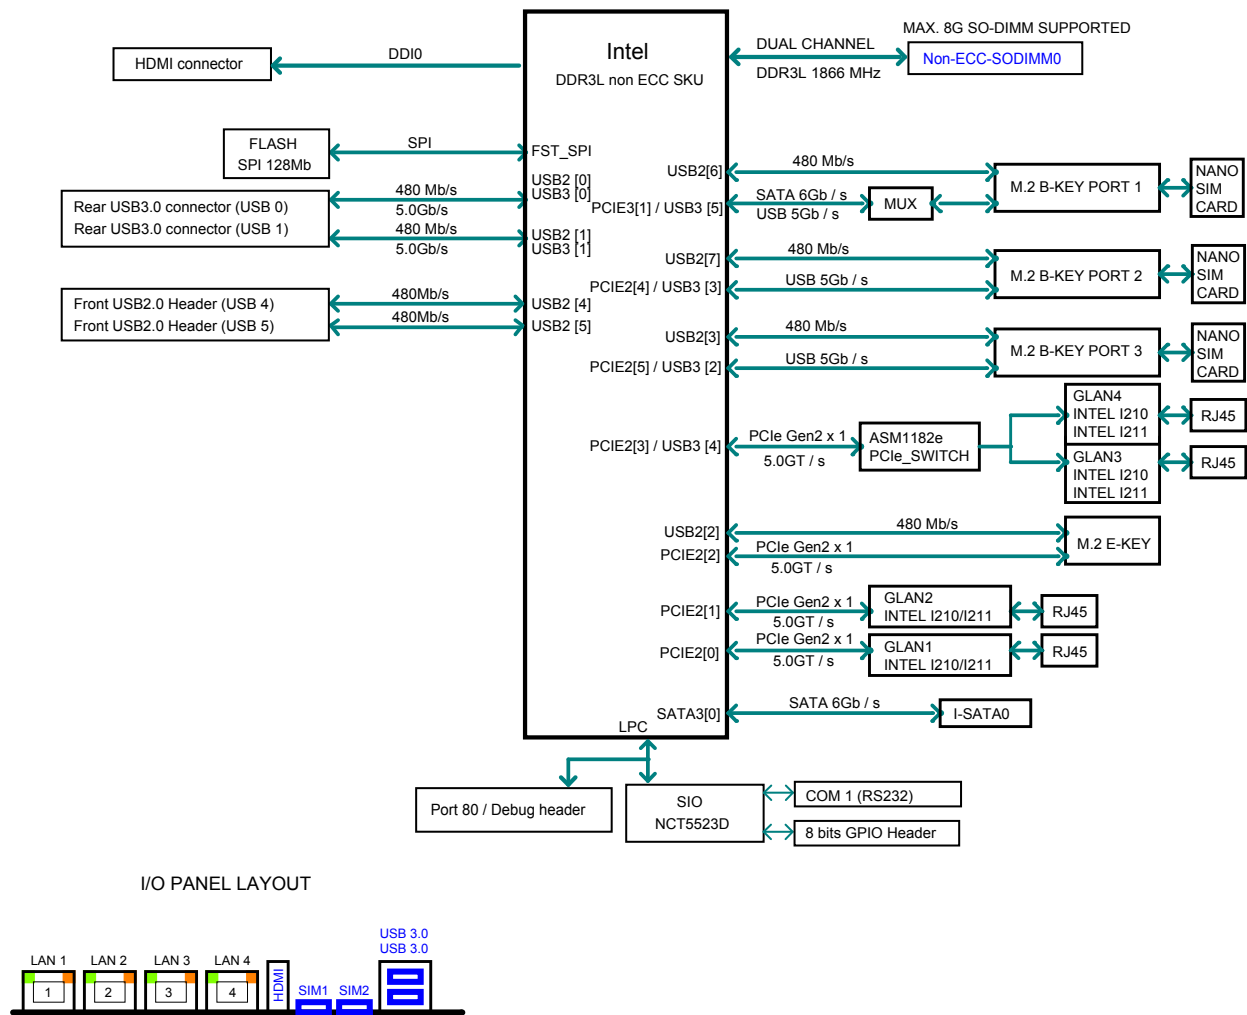 MAX. 8G SO-DIMM SUPPORTED
Intel
DDR3L non ECC SKU
HDMI connector
DDI0
DUAL CHANNEL
DDR3L 1866 MHz
Non-ECC-SODIMM0
FLASH
SPI 128Mb
SPI
FST_SPI
Rear USB3.0 connector (USB 0)
Rear USB3.0 connector (USB 1)
480 Mb/s
5.0Gb/s
480 Mb/s
5.0Gb/s
USB2 [0]
USB3 [0]
USB2 [1]
USB3 [1]
Front USB2.0 Header (USB 4)
Front USB2.0 Header (USB 5)
480Mb/s
480Mb/s
USB2 [4]
USB2 [5]
USB2[6]
480 Mb/s
PCIE3[1] / USB3 [5]
SATA 6Gb / s
USB 5Gb / s
MUX
M.2 B-KEY PORT 1
NANO
SIM
CARD
USB2[7]
480 Mb/s
PCIE2[4] / USB3 [3]
USB 5Gb / s
M.2 B-KEY PORT 2
NANO
SIM
CARD
USB2[3]
480 Mb/s
PCIE2[5] / USB3 [2]
USB 5Gb / s
M.2 B-KEY PORT 3
NANO
SIM
CARD
PCIE2[3] / USB3 [4]
PCIe Gen2 x 1
5.0GT / s
ASM1182e
PCIe_SWITCH
GLAN4
INTEL I210
INTEL I211
RJ45
GLAN3
INTEL I210
INTEL I211
RJ45
USB2[2]
480 Mb/s
PCIE2[2]
PCIe Gen2 x 1
5.0GT / s
M.2 E-KEY
PCIE2[1]
PCIe Gen2 x 1
5.0GT / s
GLAN2
INTEL I210/I211
RJ45
PCIE2[0]
PCIe Gen2 x 1
5.0GT / s
GLAN1
INTEL I210/I211
RJ45
SATA3[0]
SATA 6Gb / s
I-SATA0
LPC
Port 80 / Debug header
SIO
NCT5523D
COM 1 (RS232)
8 bits GPIO Header
I/O PANEL LAYOUT
LAN 1
LAN 2
LAN 3
LAN 4
1
2
3
4
HDMI
SIM1
SIM2
USB 3.0
USB 3.0